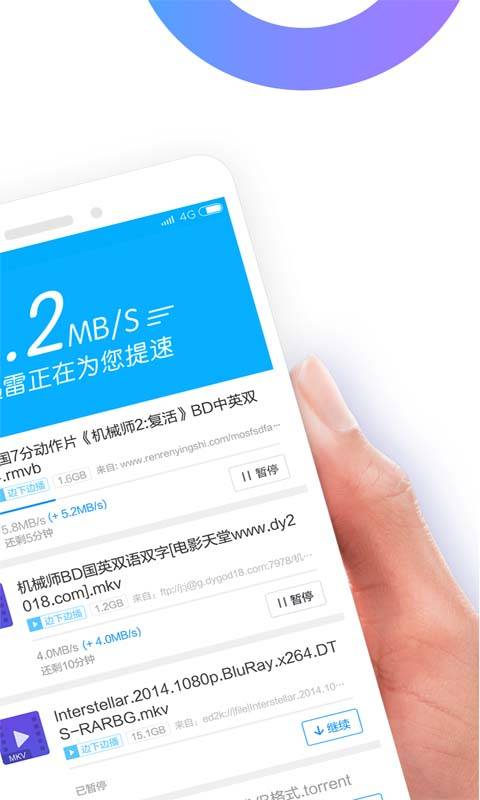 4G
.2MB/S
雷正在为您提速
国7分动作片《机械师2:复活》BD中英双
.rmvb
边下边播 1.6GB 来自: www.renrenyingshi.com/mosfsdfa...
暂停
5.8MB/s (+ 5.2MB/s)
还剩5分钟
机械师BD国英双语双字[电影天堂www.dy2
018.com].mkv
边下边播 1.2GB 来自: ftp://j:j@g.dygod18.com:7978/机...
暂停
4.0MB/s (+ 4.0MB/s)
还剩10分钟
Interstellar.2014.1080p.BluRay.x264.DT
S-RARBG.mkv
MKV
边下边播 15.1GB 来自: ed2k://|file|Interstellar.2014.10...
继续
已暂停
格式.torrent